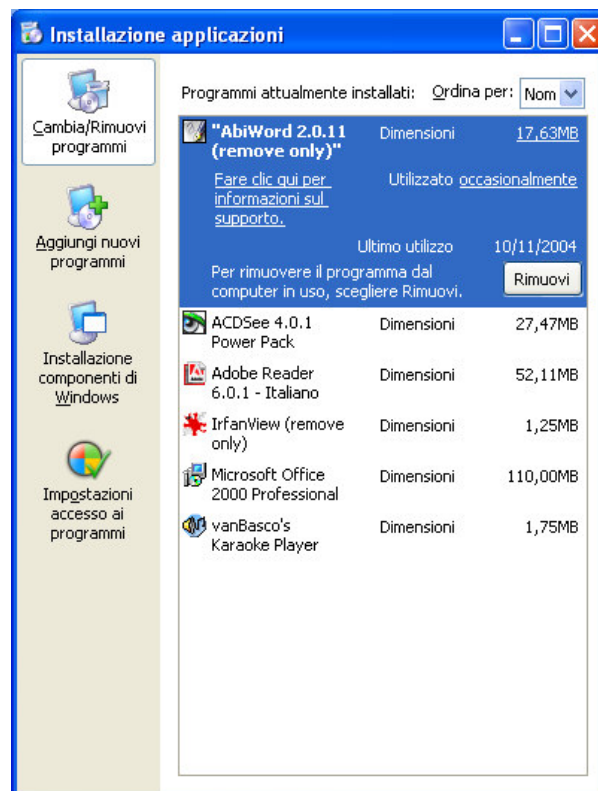 Installazione applicazioni
Cambia/Rimuovi
programmi
Aggiungi nuovi
programmi
Installazione
componenti di
Windows
Impostazioni
accesso ai
programmi
Programmi attualmente installati: Ordina per: Nom
"AbiWord 2.0.11 Dimensioni 17,63MB
(remove only)"
Fare clic qui per Utilizzato occasionalmente
informazioni sul
supporto.
Ultimo utilizzo 10/11/2004
Per rimuovere il programma dal
computer in uso, scegliere Rimuovi. Rimuovi
ACDSee 4.0.1 Dimensioni 27,47MB
Power Pack
Adobe Reader Dimensioni 52,11MB
6.0.1 - Italiano
IrfanView (remove Dimensioni 1,25MB
only)
Microsoft Office Dimensioni 110,00MB
2000 Professional
vanBasco's Dimensioni 1,75MB
Karaoke Player